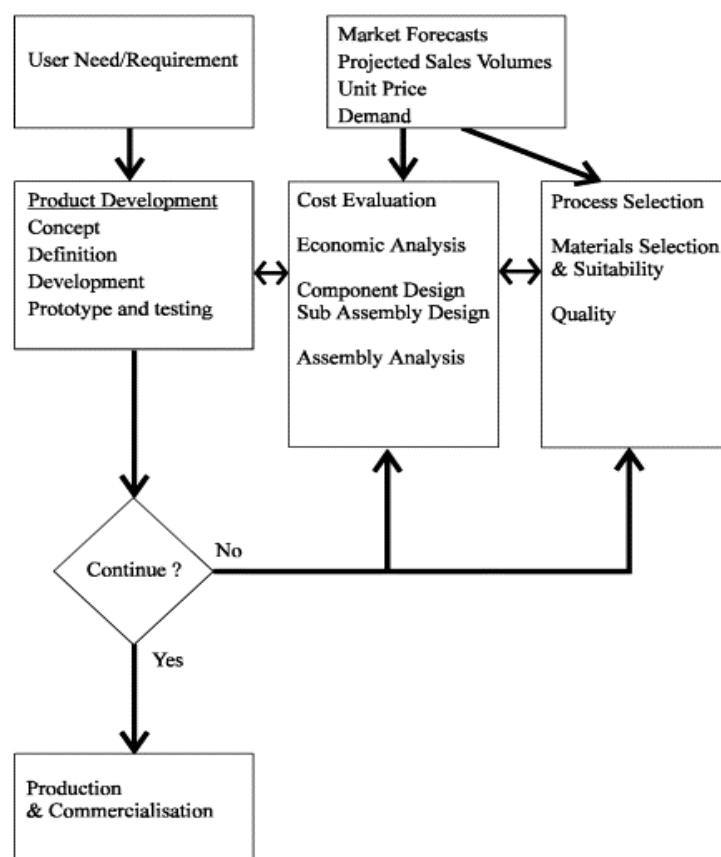 User Need/Requirement
Market Forecasts
Projected Sales Volumes
Unit Price
Demand
Product Development
Concept
Definition
Development
Prototype and testing
Cost Evaluation
Economic Analysis
Component Design
Sub Assembly Design
Assembly Analysis
Process Selection
Materials Selection
& Suitability
Quality
Continue ?
No
Yes
Production
& Commercialisation